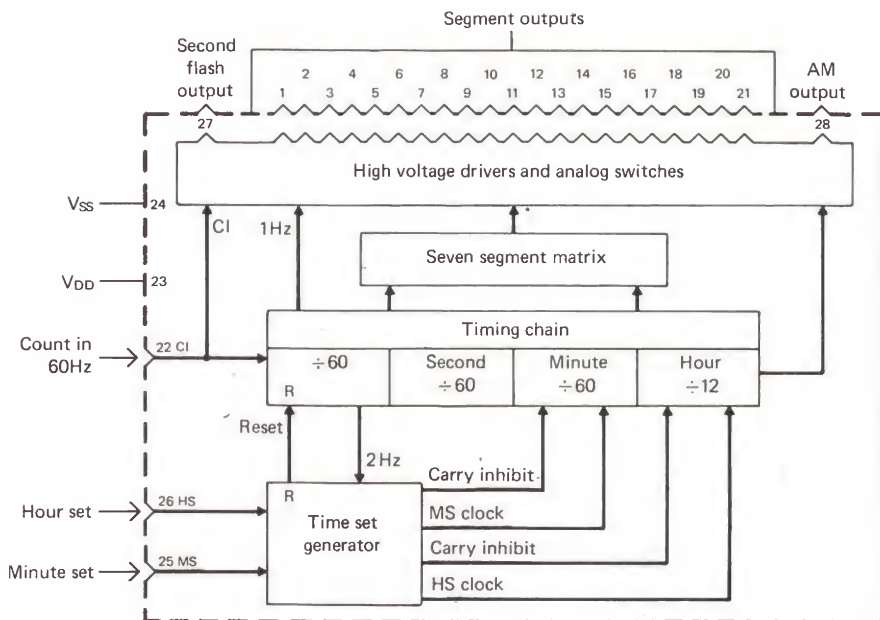 Segment outputs
Second
flash
output
AM
output
2 4 6 8 10 12 14 16 18 20
1 3 5 7 9 11 13 15 17 19 21
27
28
High voltage drivers and analog switches
VSS
24
CI
1Hz
Seven segment matrix
VDD
23
Timing chain
Count in
60Hz
22 CI
÷60
R
Second
÷60
Minute
÷60
Hour
÷12
Reset
2Hz
Carry inhibit
Hour set
26 HS
R
Time set
generator
MS clock
Carry inhibit
Minute set
25 MS
HS clock